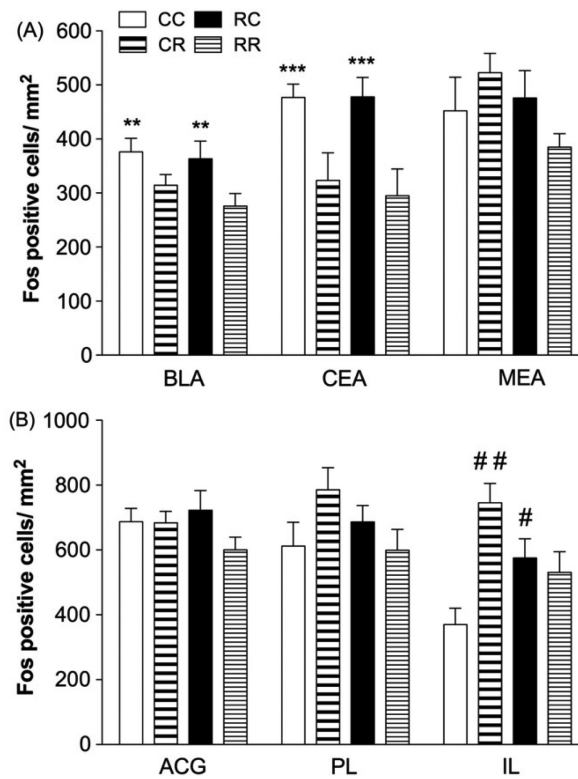 (A)
CC RC
CR RR
Fos positive cells/ mm²
600
500
400
300
200
100
0
** ** *** ***
BLA CEA MEA
(B)
Fos positive cells/ mm²
1000
800
600
400
200
0
## #
ACG PL IL